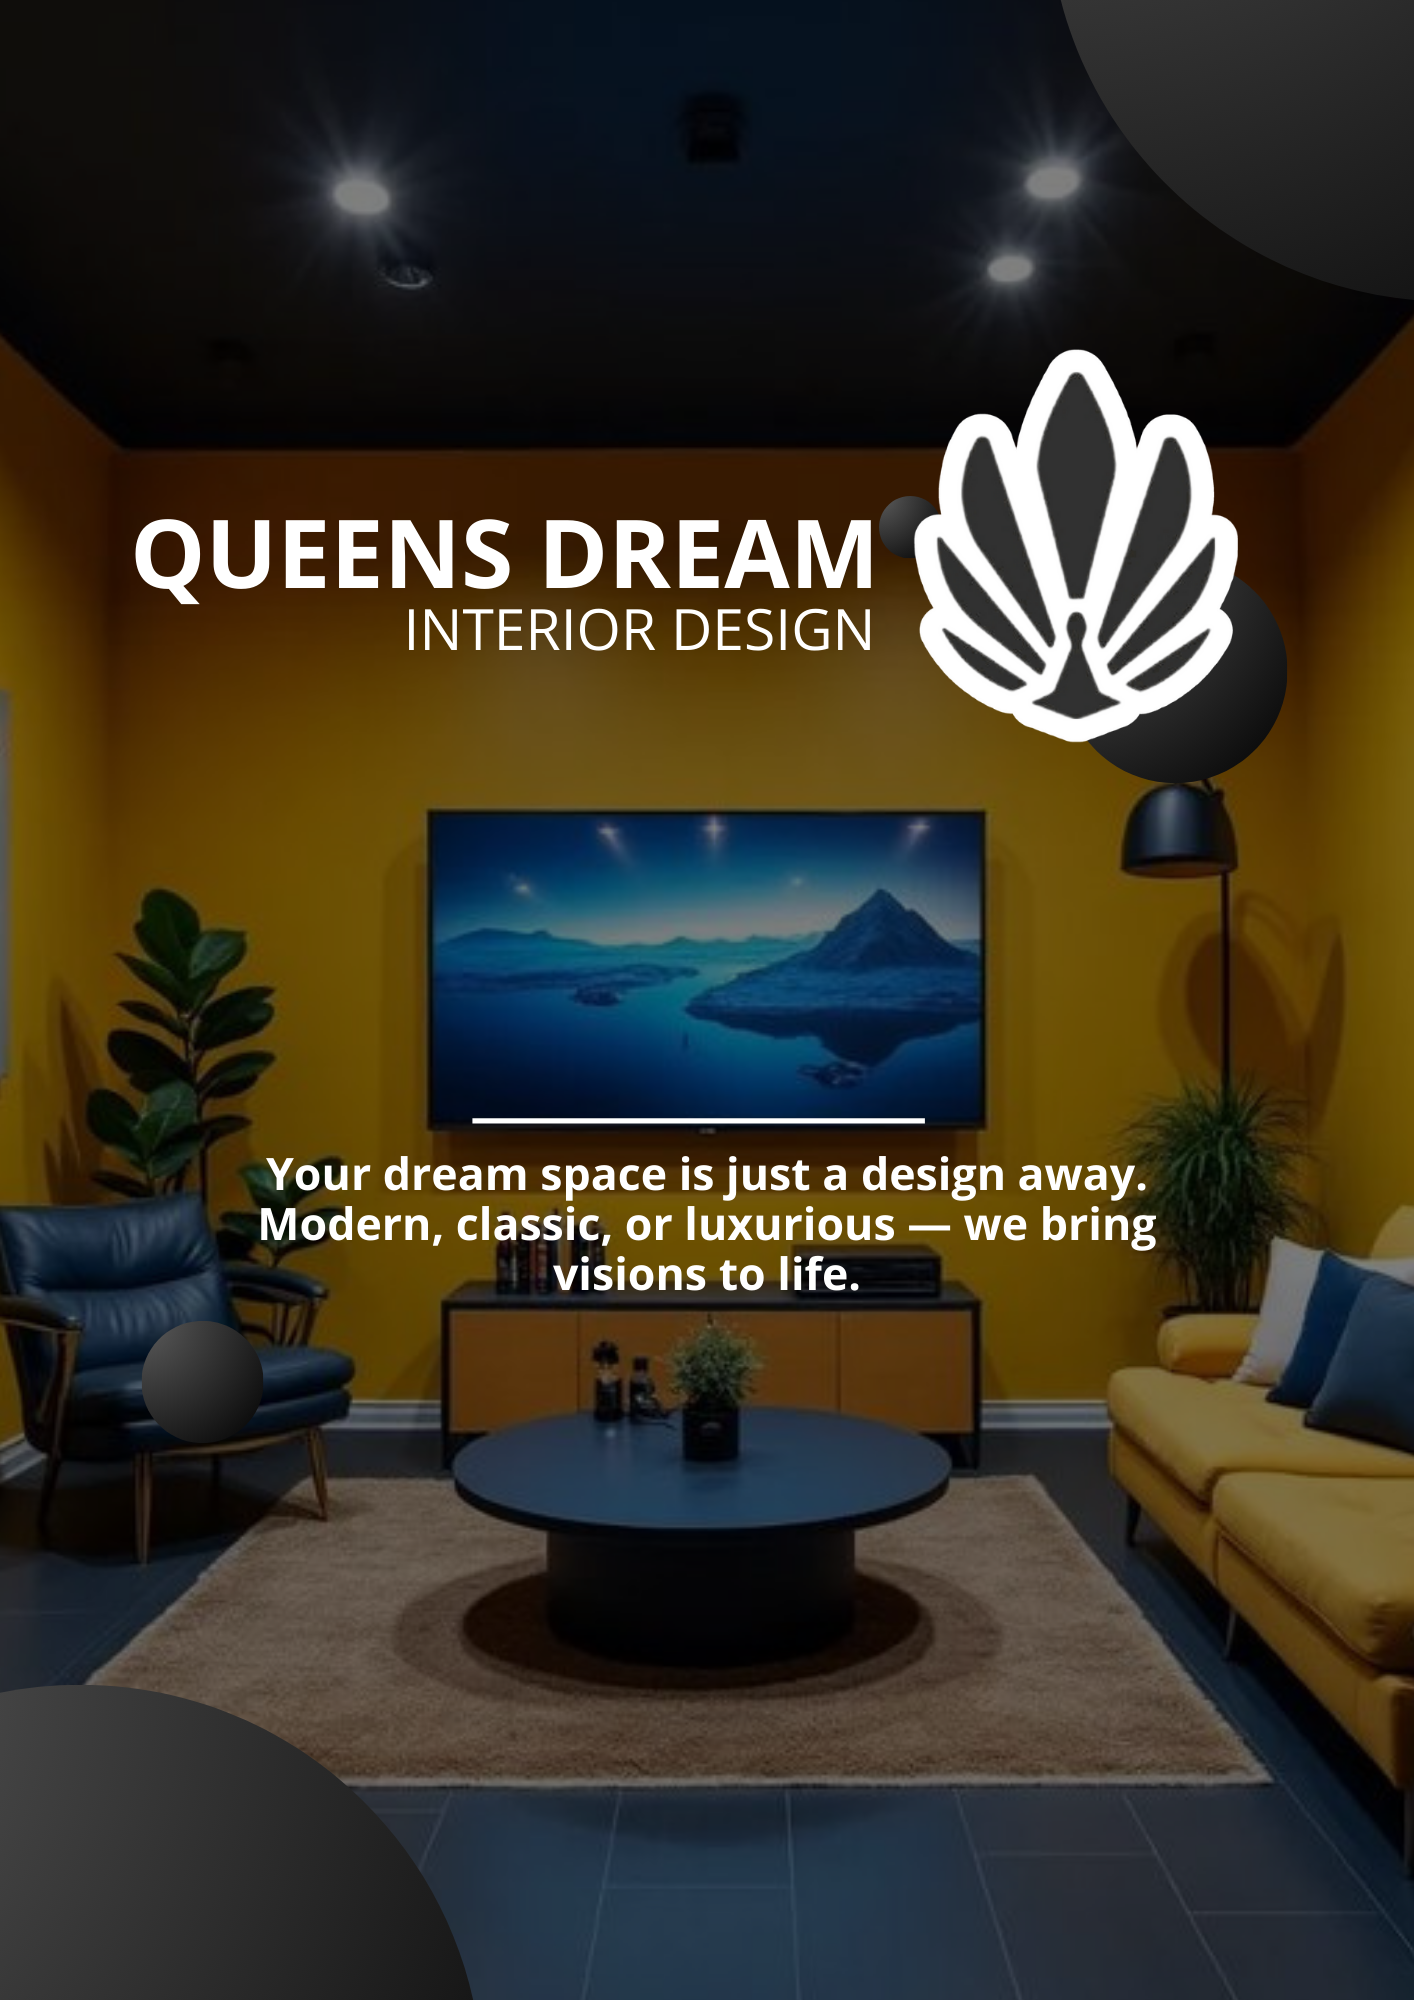 QUEENS DREAM
INTERIOR DESIGN
Your dream space is just a design away.
Modern, classic, or luxurious — we bring
visions to life.